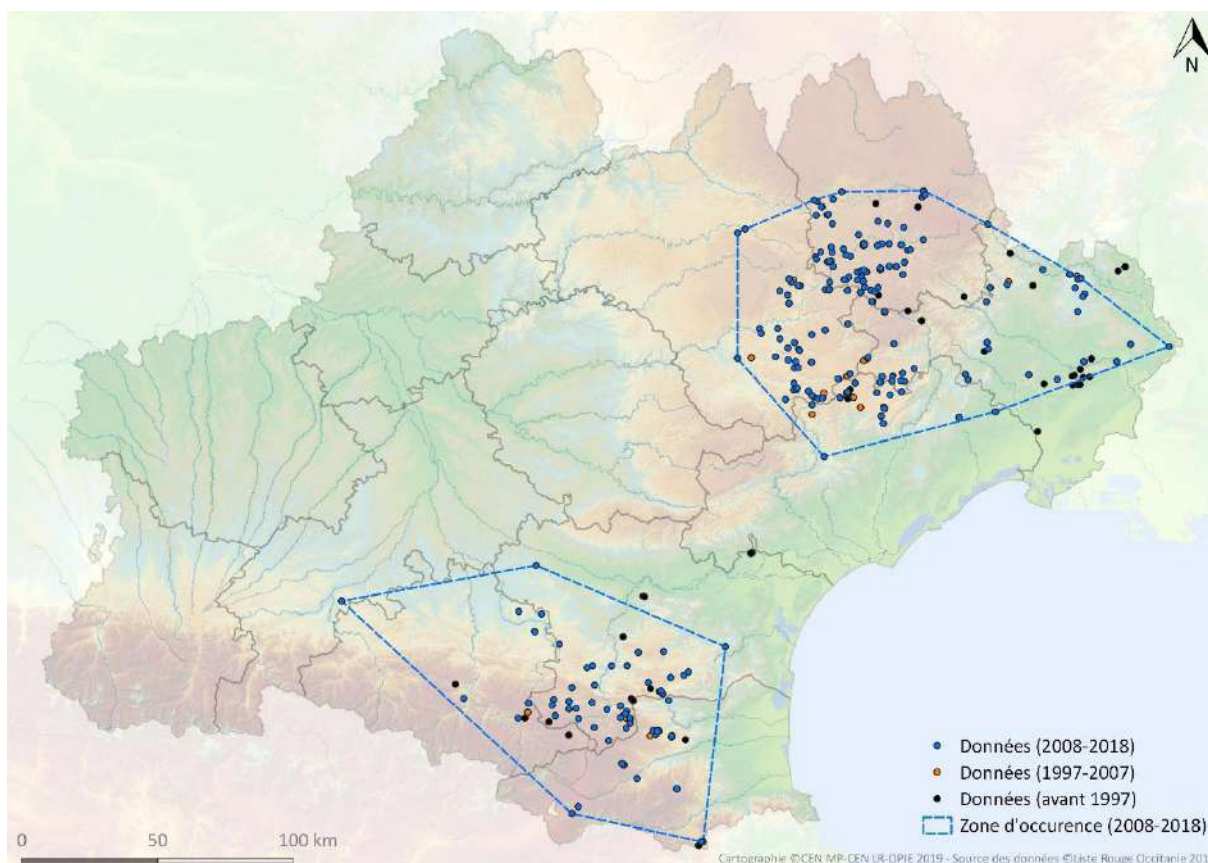 N
Données (2008-2018)
Données (1997-2007)
Données (avant 1997)
Zone d'occurence (2008-2018)
0 50 100 km
Cartographie ©CEN MP-CEN LR-OPIE 2019 - Source des données ©Liste Rouge Occitanie 201